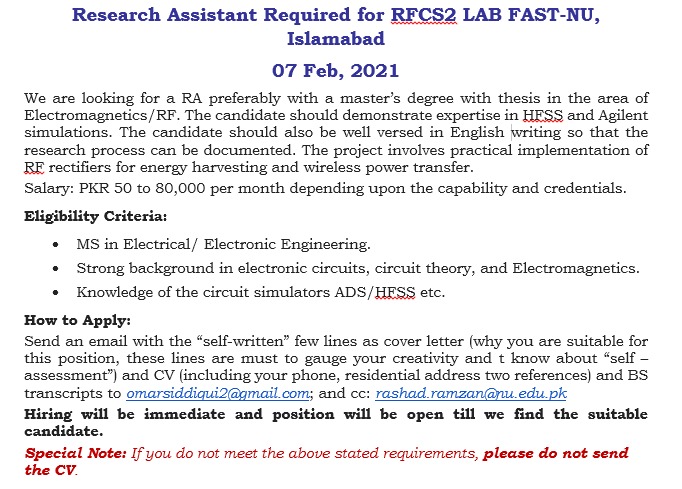 Research Assistant Required for RFCS2 LAB FAST-NU,
Islamabad
07 Feb, 2021
We are looking for a RA preferably with a master's degree with thesis in the area of
Electromagnetics/RF. The candidate should demonstrate expertise in HFSS and Agilent
simulations. The candidate should also be well versed in English writing so that the
research process can be documented. The project involves practical implementation of
RF rectifiers for energy harvesting and wireless power transfer.
Salary: PKR 50 to 80,000 per month depending upon the capability and credentials.
Eligibility Criteria:
• MS in Electrical/ Electronic Engineering.
• Strong background in electronic circuits, circuit theory, and Electromagnetics.
• Knowledge of the circuit simulators ADS/HFSS etc.
How to Apply:
Send an email with the “self-written” few lines as cover letter (why you are suitable for
this position, these lines are must to gauge your creativity and t know about “self –
assessment”) and CV (including your phone, residential address two references) and BS
transcripts to omarsiddiqui2@gmail.com; and cc: rashad.ramzan@nu.edu.pk
Hiring will be immediate and position will be open till we find the suitable
candidate.
Special Note: If you do not meet the above stated requirements, please do not send
the CV.